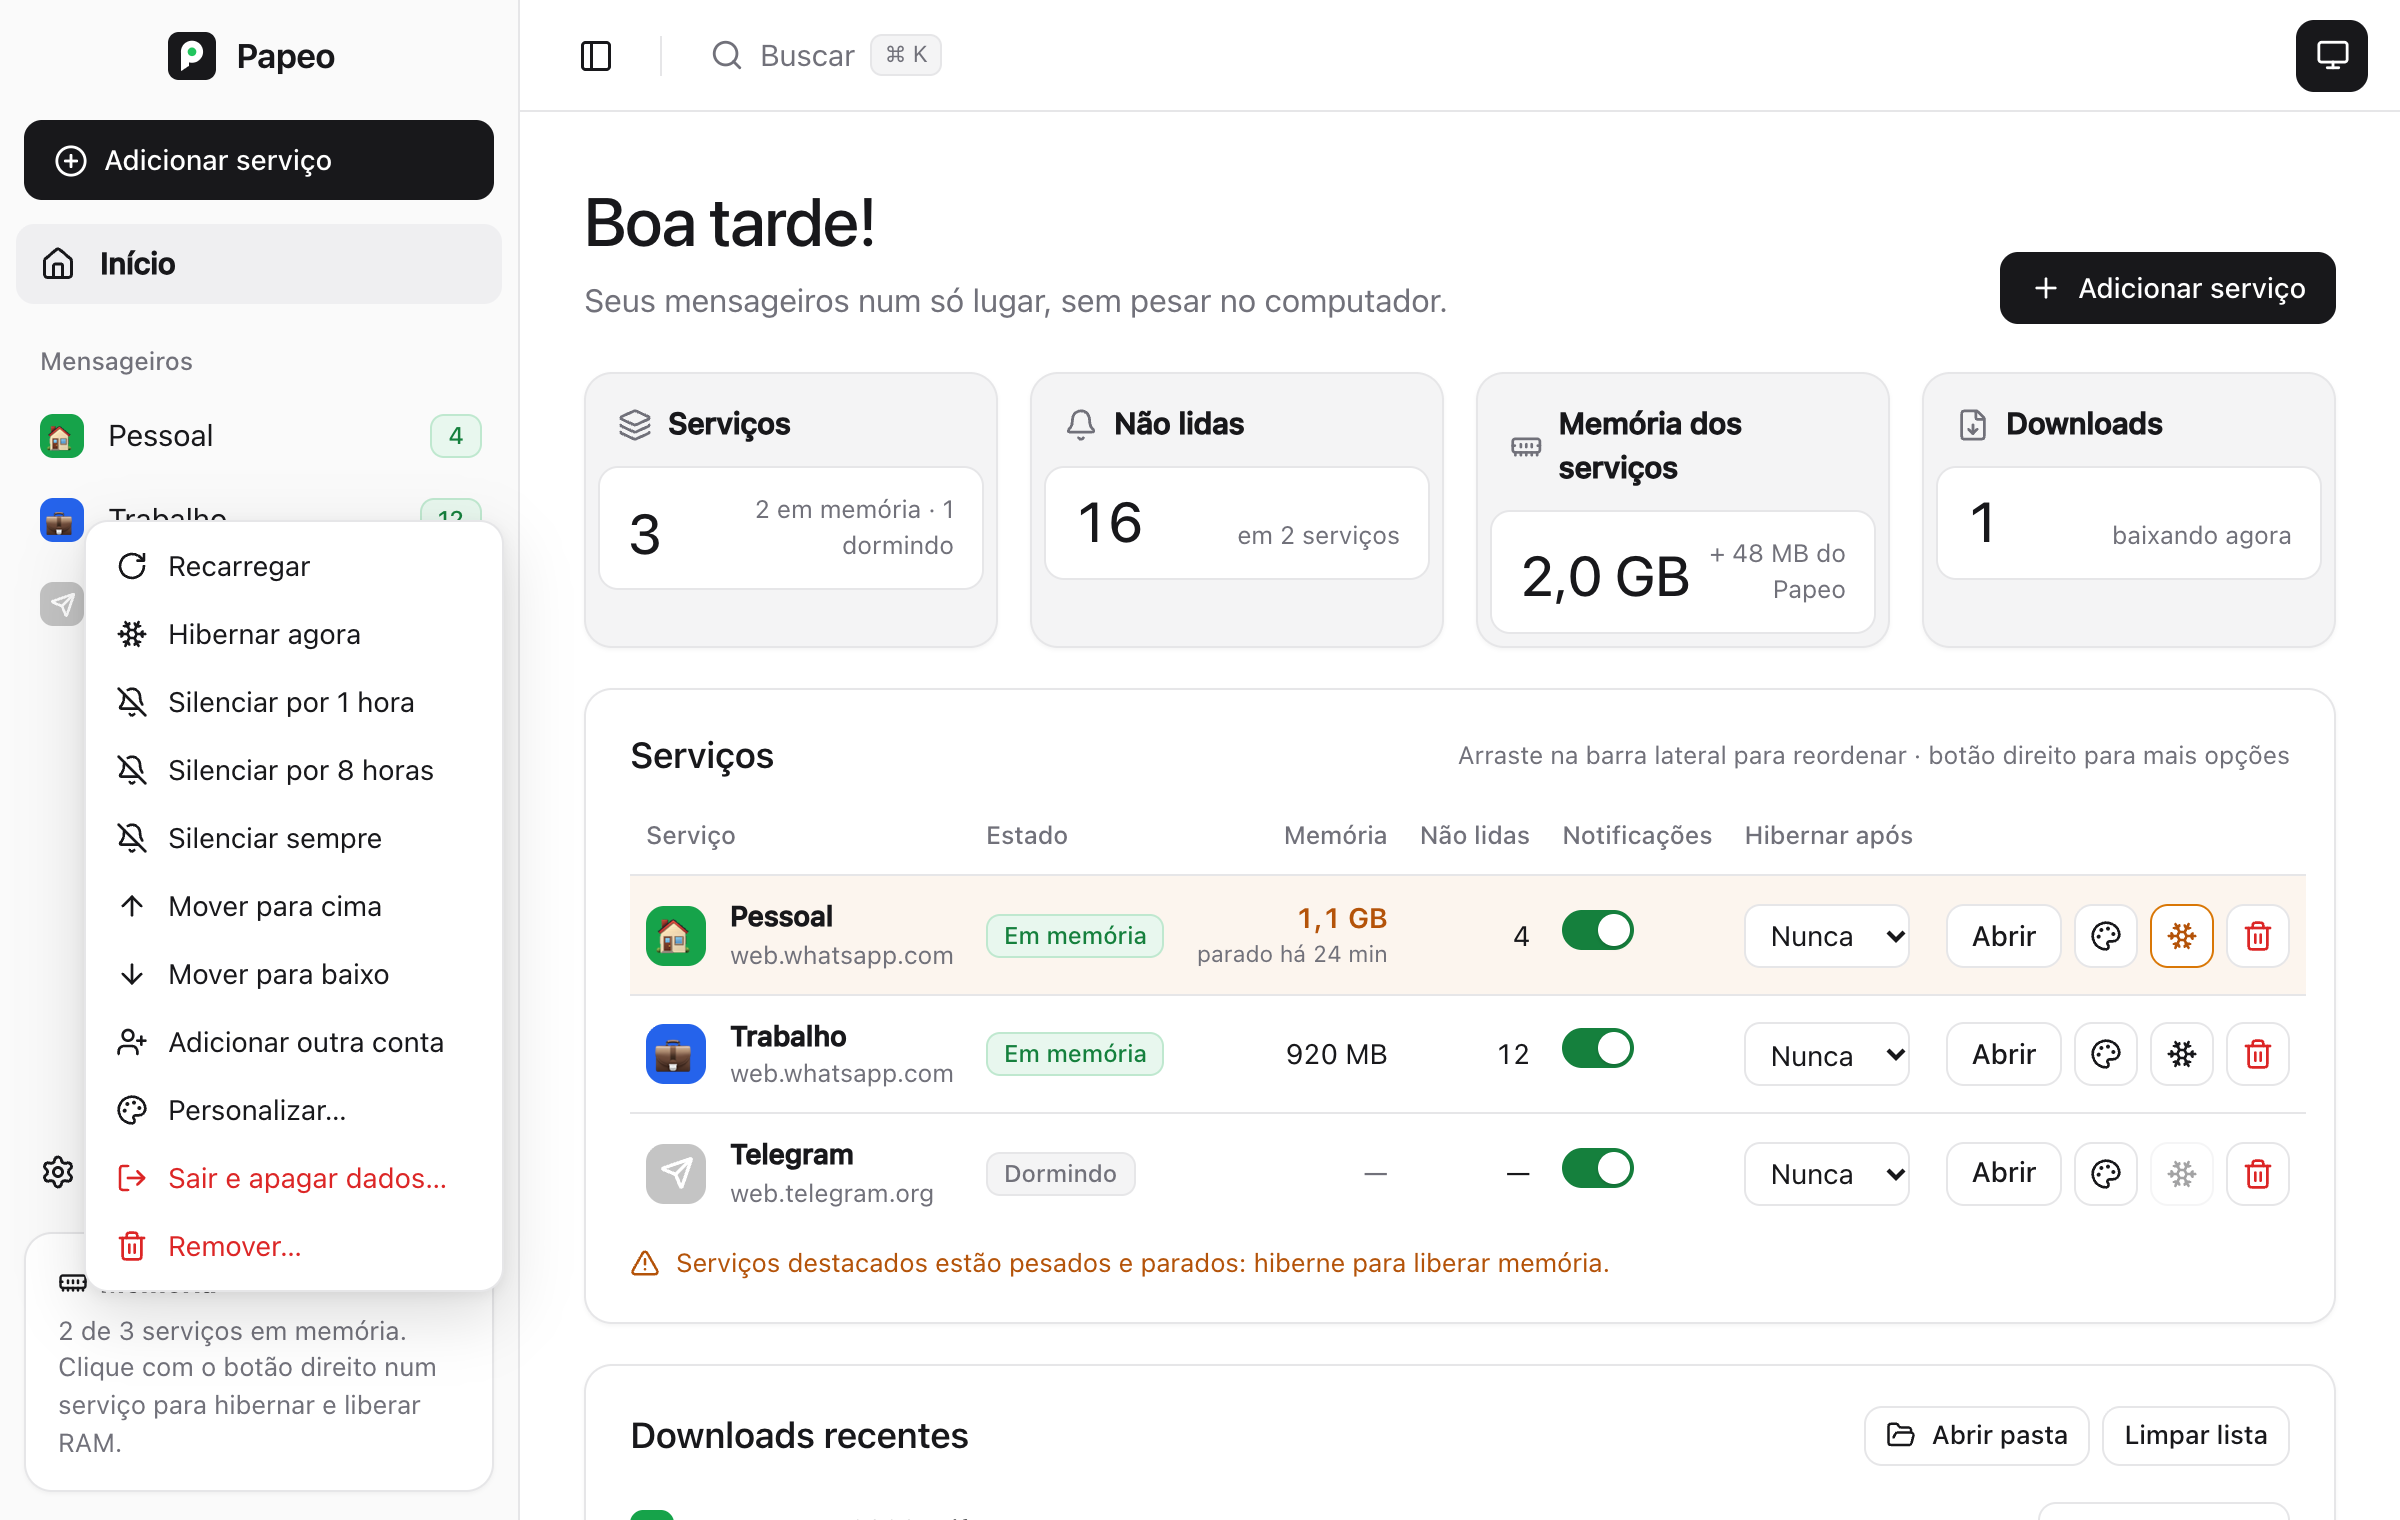 Papeo
Adicionar serviço
Início
Mensageiros
Pessoal
4
Trabalho
12
Recarregar
Hibernar agora
Silenciar por 1 hora
Silenciar por 8 horas
Silenciar sempre
Mover para cima
Mover para baixo
Adicionar outra conta
Personalizar...
Sair e apagar dados...
Remover...
2 de 3 serviços em memória.
Clique com o botão direito num
serviço para hibernar e liberar
RAM.
Buscar ⌘ K
Boa tarde!
Seus mensageiros num só lugar, sem pesar no computador.
Adicionar serviço
Serviços
3
2 em memória · 1
dormindo
Não lidas
16
em 2 serviços
Memória dos
serviços
2,0 GB
+ 48 MB do
Papeo
Downloads
1
baixando agora
Serviços
Arraste na barra lateral para reordenar · botão direito para mais opções
Serviço Estado Memória Não lidas Notificações Hibernar após
Pessoal
web.whatsapp.com
Em memória
1,1 GB
parado há 24 min
4
Nunca
Abrir
Trabalho
web.whatsapp.com
Em memória
920 MB
12
Nunca
Abrir
Telegram
web.telegram.org
Dormindo
—
—
Nunca
Abrir
Serviços destacados estão pesados e parados: hiberne para liberar memória.
Downloads recentes
Abrir pasta
Limpar lista